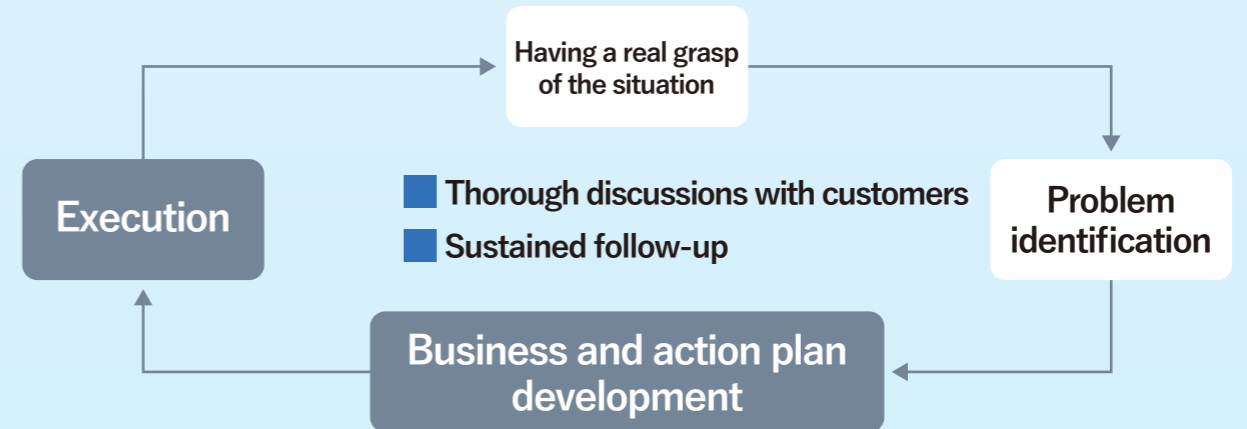 Having a real grasp
of the situation
Execution
Thorough discussions with customers
Sustained follow-up
Problem
identification
Business and action plan
development